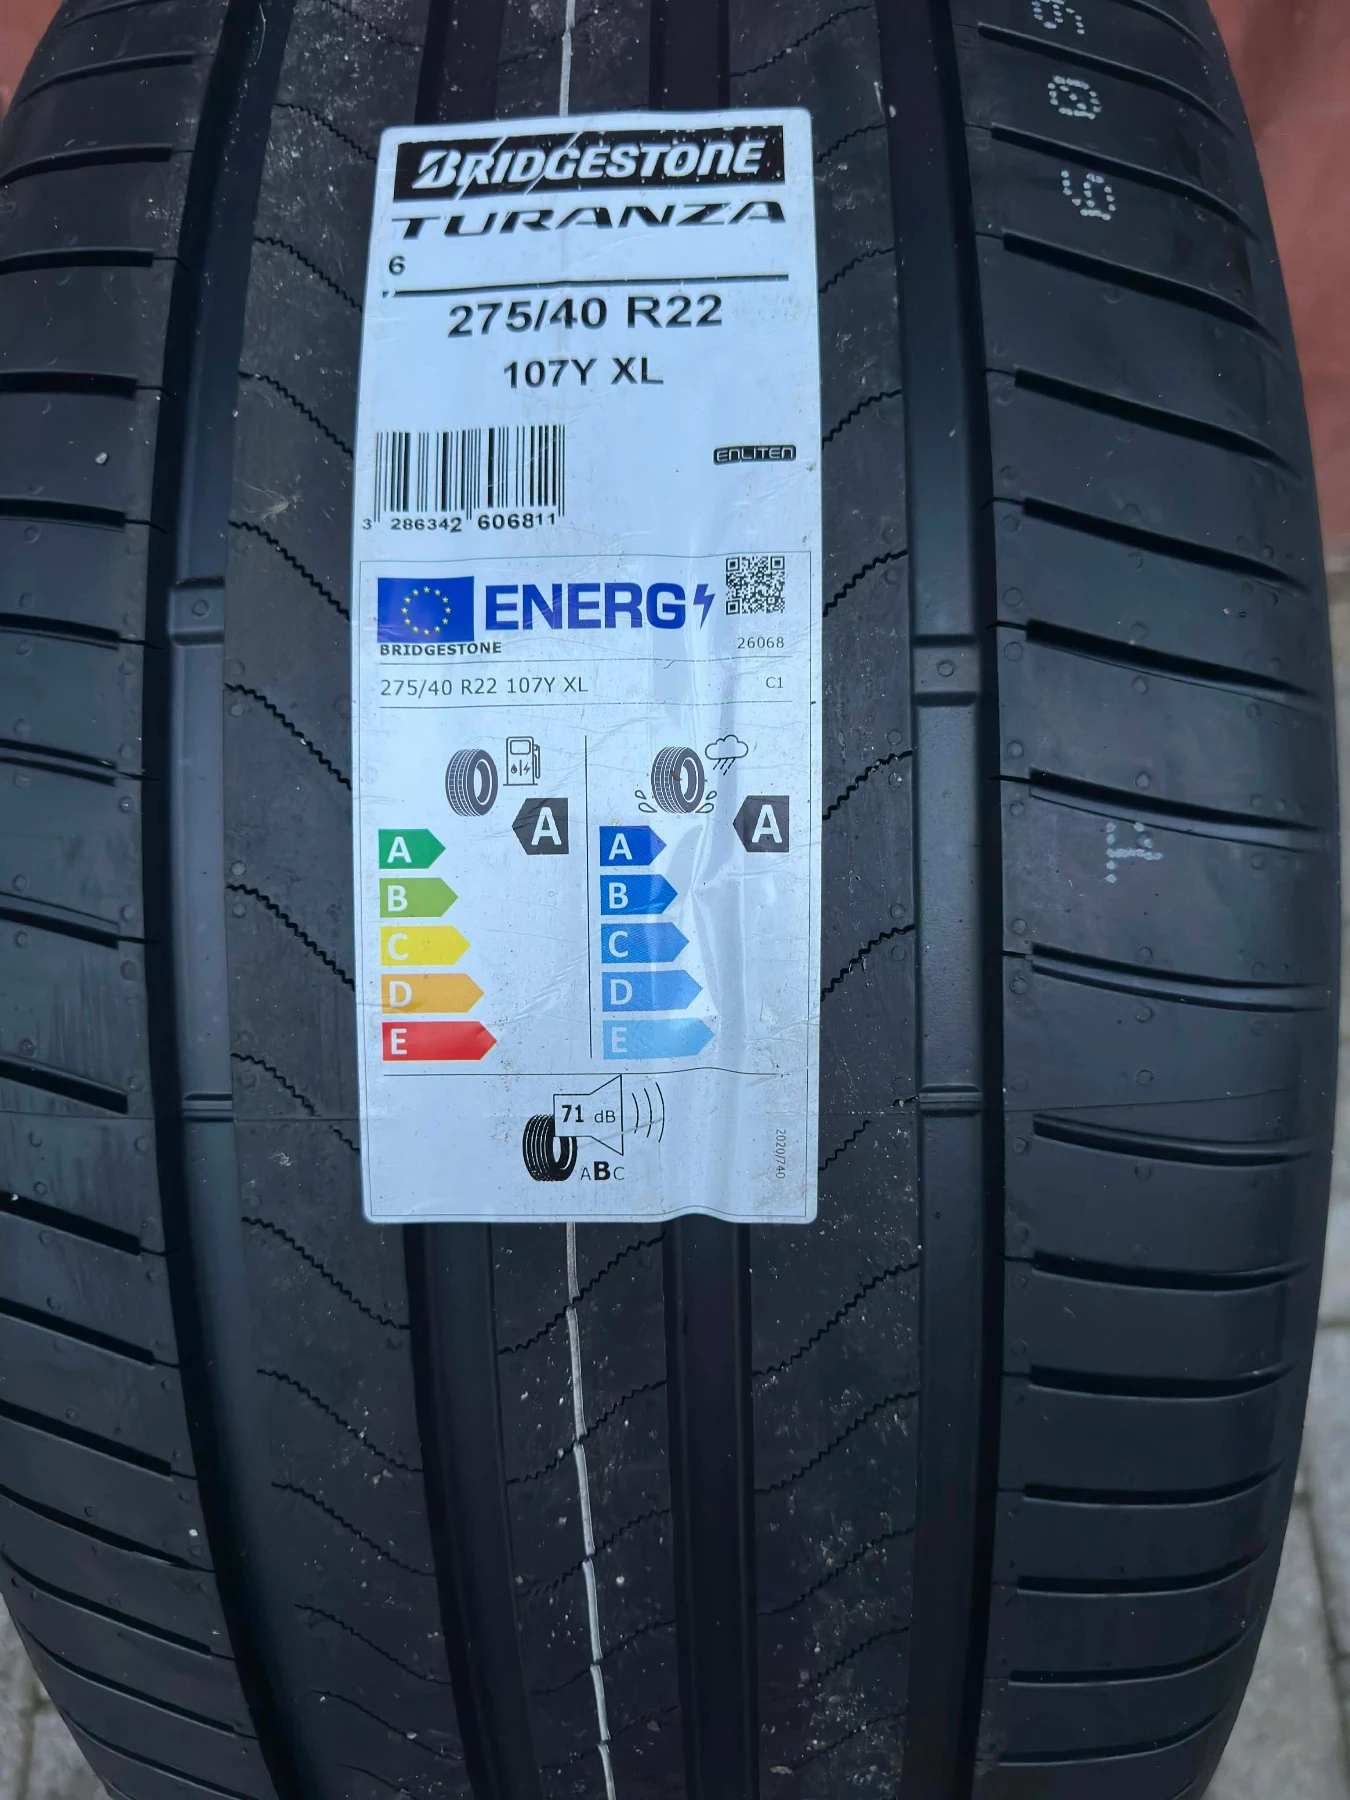 BRIDGESTONE
TURANZA
6
275/40 R22
107Y XL
ENLITEN
3 286342 606811
ENERG
BRIDGESTONE
26068
275/40 R22 107Y XL
C1
A
A
A
A
B
B
C
C
D
D
E
E
71 dB
ABC
2020/740